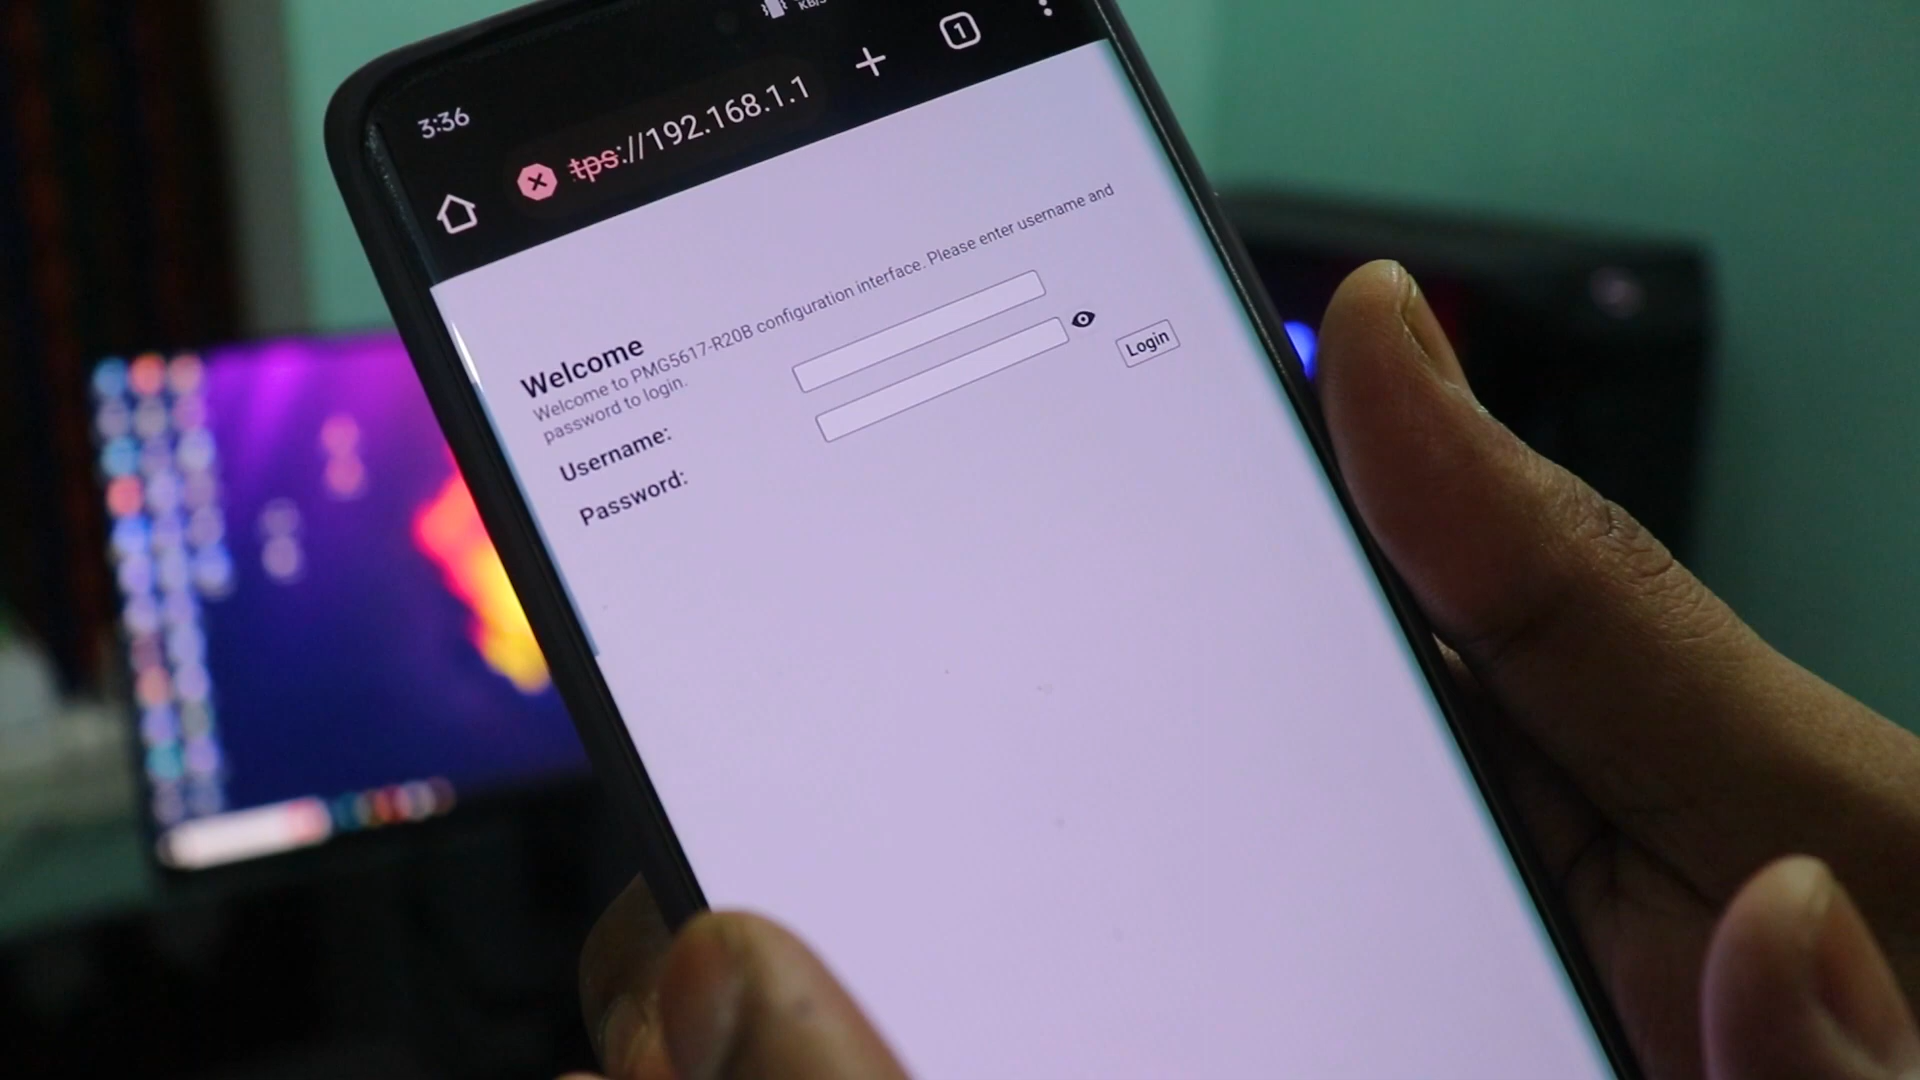 3:36
tps://192.168.1.1
1
Welcome
Welcome to PMG5617-R20B configuration interface. Please enter username and
password to login.
Username:
Password:
Login